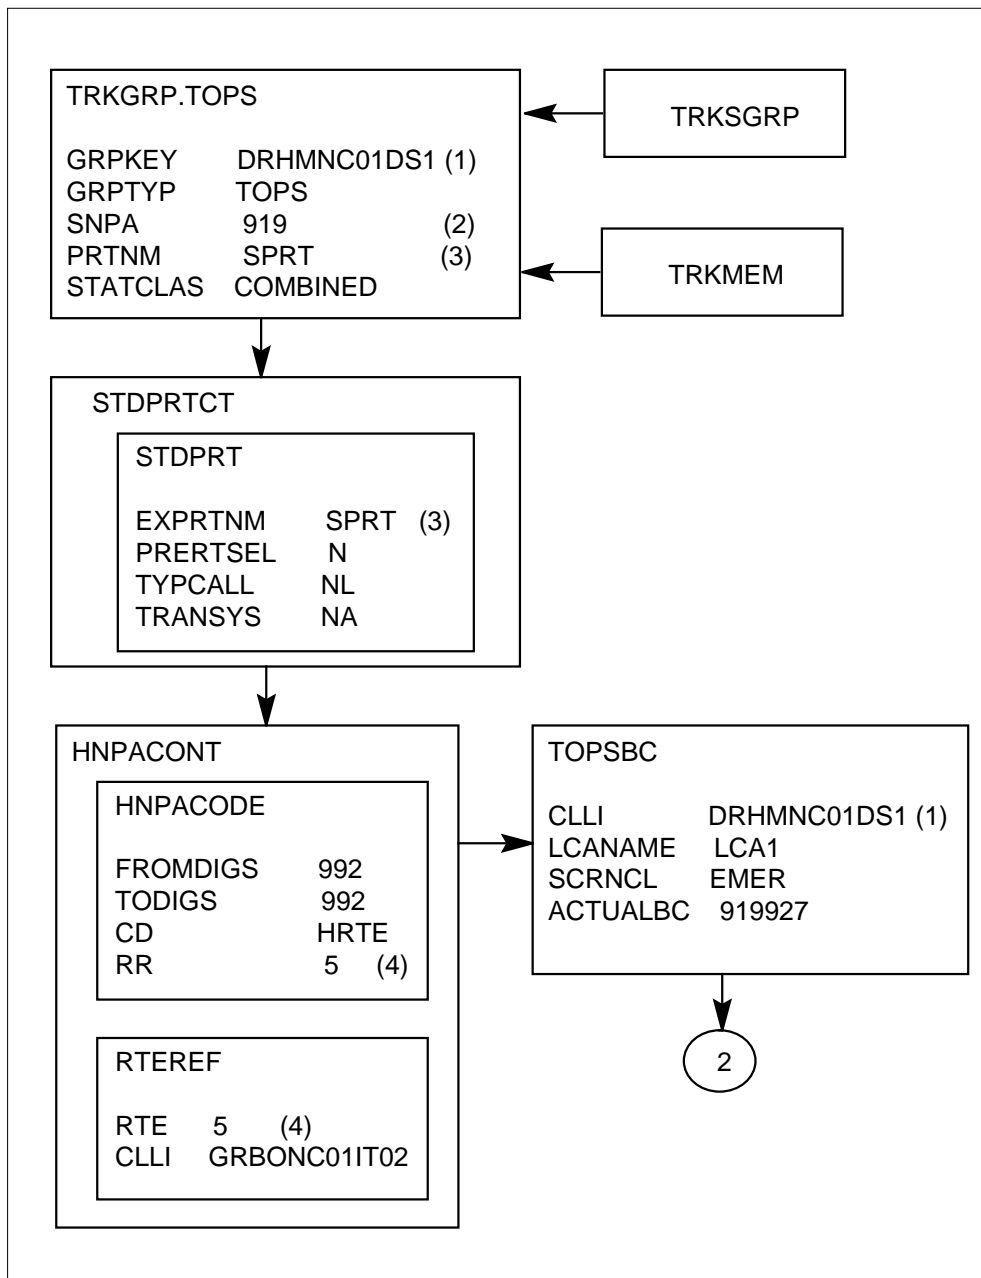 TRKGRP.TOPS
GRPKEY DRHMNC01DS1 (1)
GRPTYP TOPS
SNPA 919 (2)
PRTNM SPRT (3)
STATCLAS COMBINED
TRKSGRP
TRKMEM
STDPRTCT
STDPRT
EXPRTNM SPRT (3)
PRERTSEL N
TYPCALL NL
TRANSYS NA
HNPACONT
HNPACODE
FROMDIGS 992
TODIGS 992
CD HRTE
RR 5 (4)
RTEREF
RTE 5 (4)
CLLI GRBONC01IT02
TOPSBC
CLLI DRHMNC01DS1 (1)
LCANAME LCA1
SCRNCL EMER
ACTUALBC 919927
2